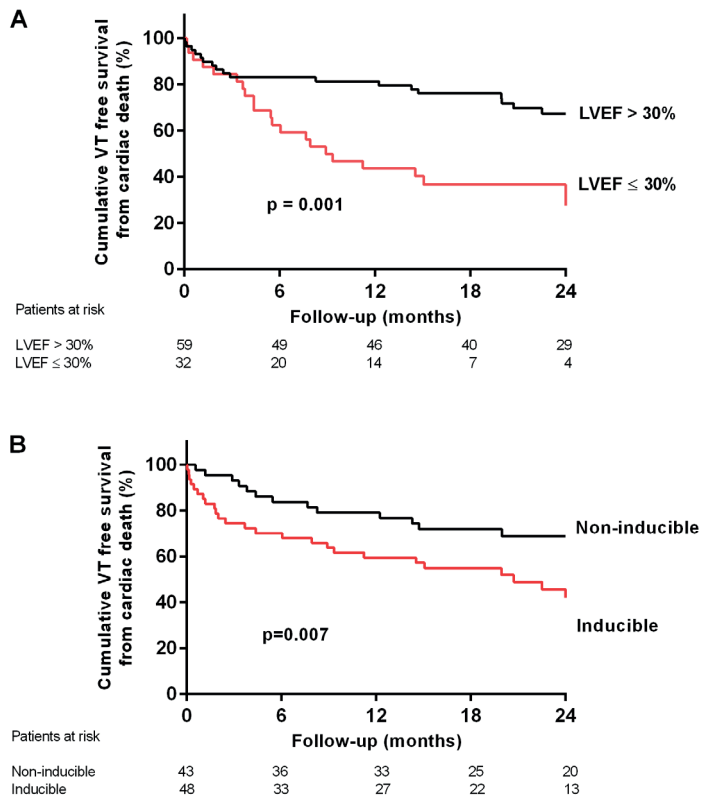 A
Cumulative VT free survival
from cardiac death (%)
100
80
60
40
20
0
LVEF > 30%
LVEF ≤ 30%
p = 0.001
0 6 12 18 24
Follow-up (months)
Patients at risk
LVEF > 30% 59 49 46 40 29
LVEF ≤ 30% 32 20 14 7 4
B
Cumulative VT free survival
from cardiac death (%)
100
80
60
40
20
0
Non-inducible
Inducible
p=0.007
0 6 12 18 24
Follow-up (months)
Patients at risk
Non-inducible 43 36 33 25 20
Inducible 48 33 27 22 13